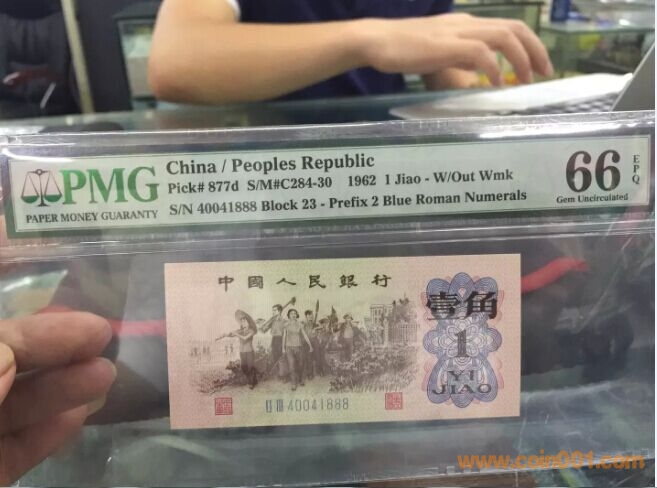 PMG
PAPER MONEY GUARANTY
China / Peoples Republic
Pick# 877d S/M#C284-30 1962 1 Jiao - W/Out Wmk
S/N 40041888 Block 23 - Prefix 2 Blue Roman Numerals
66
EPQ
Gem Uncirculated
中國人民銀行
壹角
1
YI
JIAO
II III 40041888
www.coin001.com